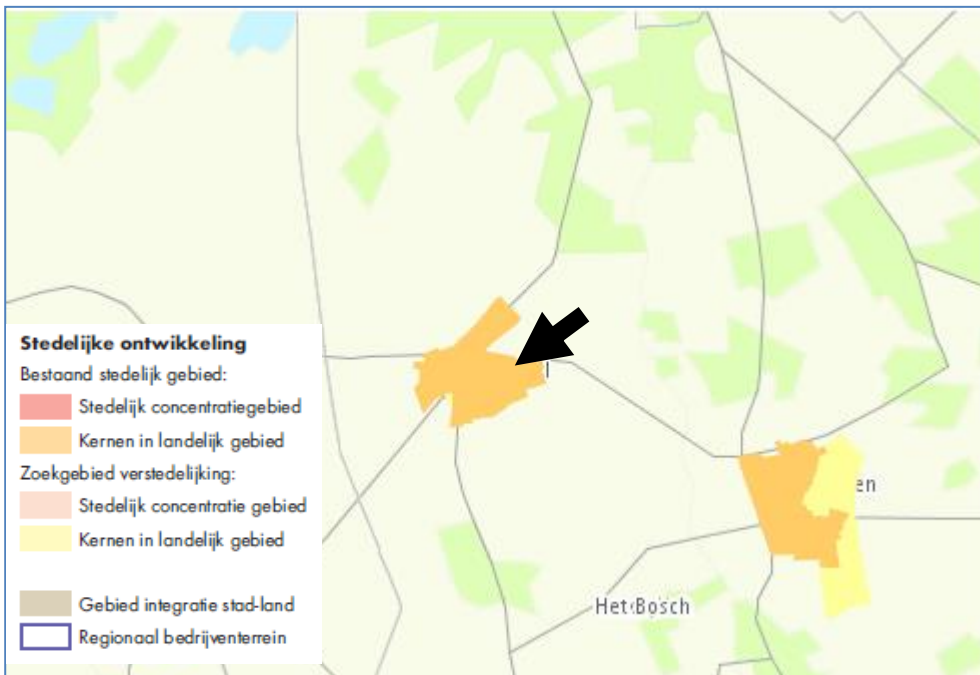 Stedelijke ontwikkeling
Bestaand stedelijk gebied:
Stedelijk concentratiegebied
Kernen in landelijk gebied
Zoekgebied verstedelijking:
Stedelijk concentratie gebied
Kernen in landelijk gebied
Gebied integratie stad-land
Regionaal bedrijventerrein
en
Het Bosch